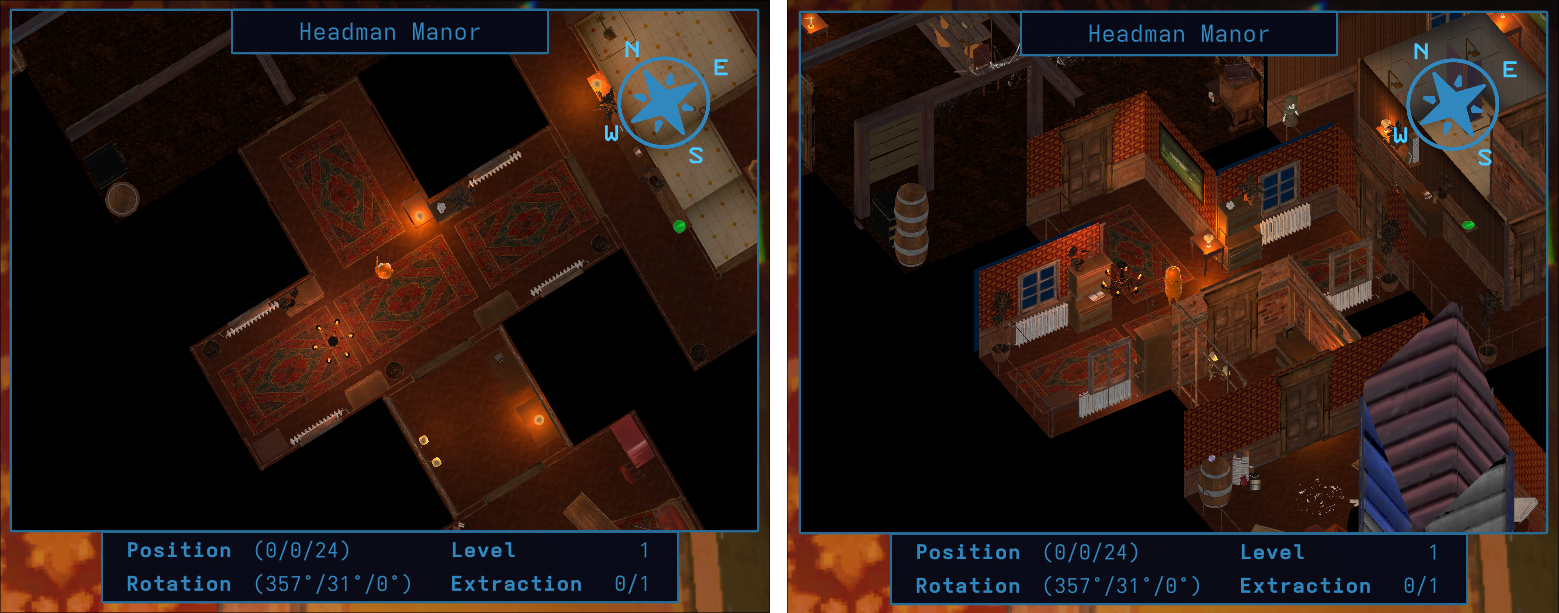 Headman Manor
N
E
W
S
Position (0/0/24) Level 1
Rotation (357°/31°/0°) Extraction 0/1
Headman Manor
N
E
W
S
Position (0/0/24) Level 1
Rotation (357°/31°/0°) Extraction 0/1